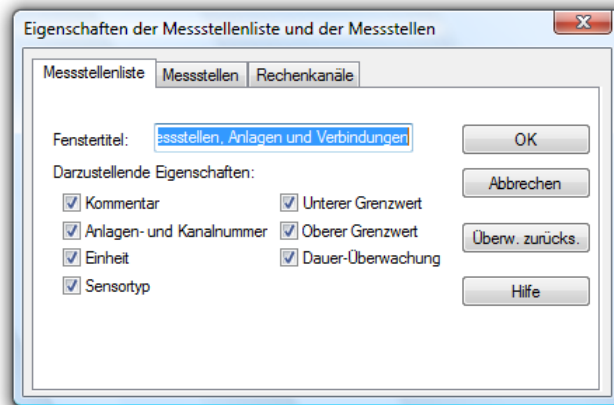 Eigenschaften der Messstellenliste und der Messstellen
Messstellenliste Messstellen Rechenkanäle
Fenstertitel: essstellen, Anlagen und Verbindungen OK
Darzustellende Eigenschaften:
Abbrechen
Kommentar Unterer Grenzwert
Anlagen- und Kanalnummer Oberer Grenzwert Überw. zurücks.
Einheit Dauer-Überwachung
Sensortyp Hilfe